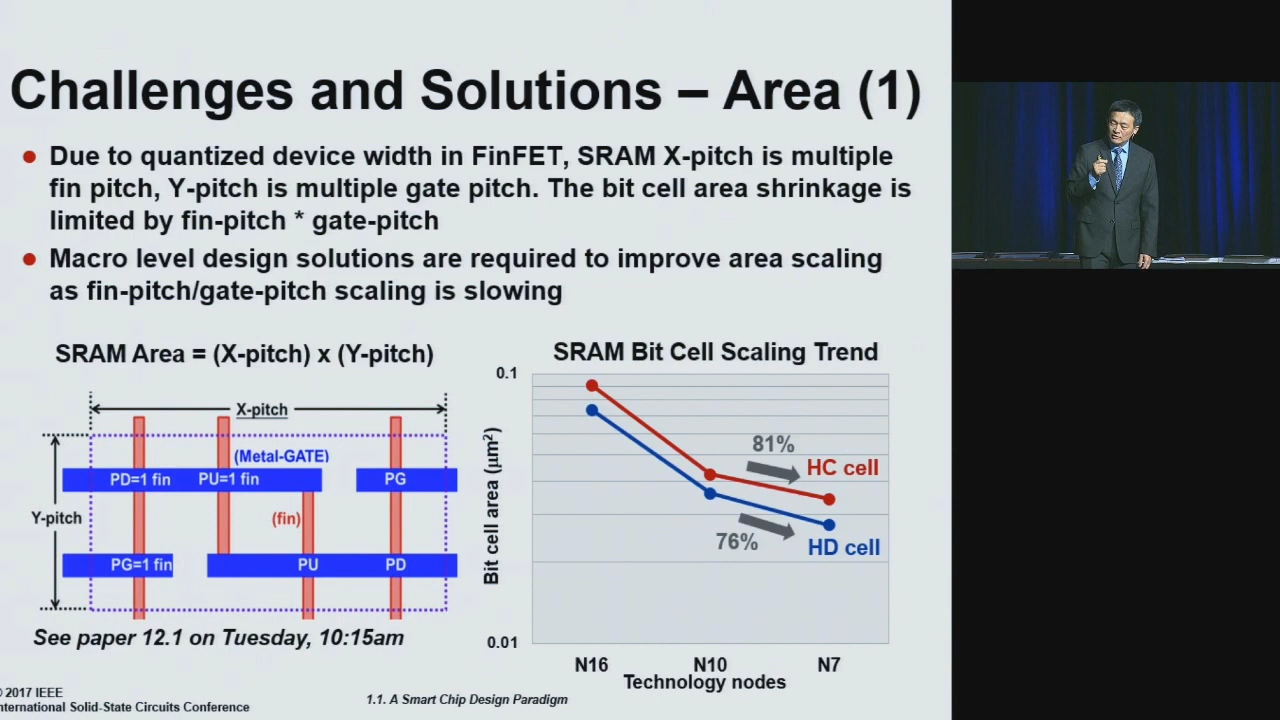 Challenges and Solutions – Area (1)
● Due to quantized device width in FinFET, SRAM X-pitch is multiple
fin pitch, Y-pitch is multiple gate pitch. The bit cell area shrinkage is
limited by fin-pitch * gate-pitch
● Macro level design solutions are required to improve area scaling
as fin-pitch/gate-pitch scaling is slowing
SRAM Area = (X-pitch) x (Y-pitch)
X-pitch
(Metal-GATE)
PD=1 fin PU=1 fin PG
Y-pitch
(fin)
PG=1 fin PU PD
See paper 12.1 on Tuesday, 10:15am
SRAM Bit Cell Scaling Trend
0.1
81%
HC cell
Bit cell area (μm²)
76%
HD cell
0.01
N16 N10 N7
Technology nodes
© 2017 IEEE
nternational Solid-State Circuits Conference
1.1. A Smart Chip Design Paradigm